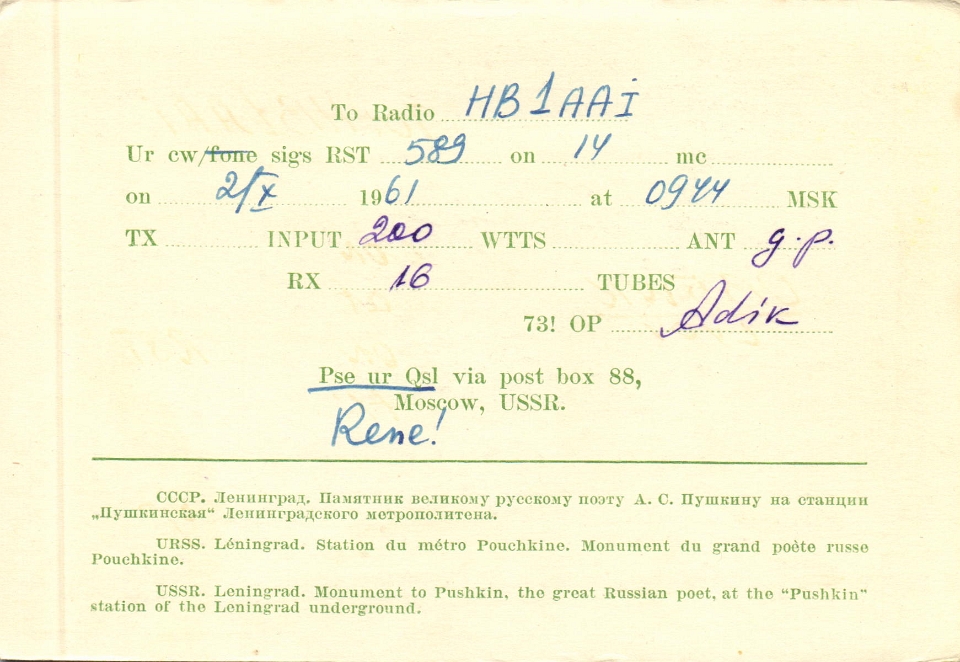 To Radio HB1AAI
Ur cw/fone sigs RST 589 on 14 mc
on 2/X 1961 at 0944 MSK
TX INPUT 200 WTTS ANT g.p.
RX 16 TUBES
73! OP Adik
Pse ur Qsl via post box 88,
Moscow, USSR.
Rene!
СССР. Ленинград. Памятник великому русскому поэту А. С. Пушкину на станции
„Пушкинская“ Ленинградского метрополитена.
URSS. Léningrad. Station du métro Pouchkine. Monument du grand poète russe
Pouchkine.
USSR. Leningrad. Monument to Pushkin, the great Russian poet, at the “Pushkin”
station of the Leningrad underground.